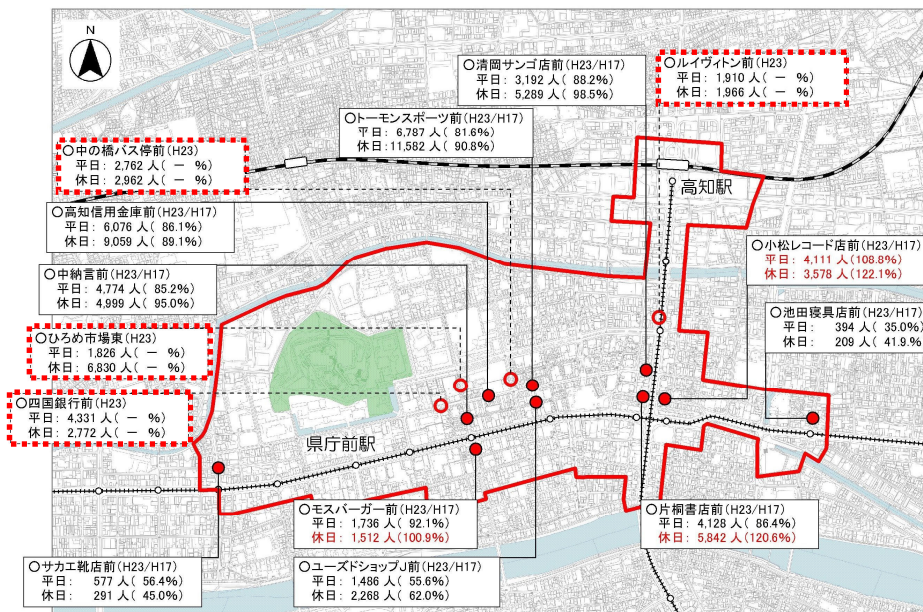 N
○清岡サンゴ店前(H23/H17)
平日: 3,192 人( 88.2%)
休日: 5,289 人( 98.5%)
○ルイヴィトン前(H23)
平日: 1,910 人( － %)
休日: 1,966 人( － %)
○トーモンスポーツ前(H23/H17)
平日: 6,787 人( 81.6%)
休日:11,582 人( 90.8%)
○中の橋バス停前(H23)
平日: 2,762 人( － %)
休日: 2,962 人( － %)
高知駅
○高知信用金庫前(H23/H17)
平日: 6,076 人( 86.1%)
休日: 9,059 人( 89.1%)
○小松レコード店前(H23/H17)
平日: 4,111 人(108.8%)
休日: 3,578 人(122.1%)
○中納言前(H23/H17)
平日: 4,774 人( 85.2%)
休日: 4,999 人( 95.0%)
○池田寝具店前(H23/H17)
平日: 394 人( 35.0%)
休日: 209 人( 41.9.%)
○ひろめ市場東(H23)
平日: 1,826 人( － %)
休日: 6,830 人( － %)
○四国銀行前(H23)
平日: 4,331 人( － %)
休日: 2,772 人( － %)
県庁前駅
○モスバーガー前(H23/H17)
平日: 1,736 人( 92.1%)
休日: 1,512 人(100.9%)
○片桐書店前(H23/H17)
平日: 4,128 人( 86.4%)
休日: 5,842 人(120.6%)
○サカエ靴店前(H23/H17)
平日: 577 人( 56.4%)
休日: 291 人( 45.0%)
○ユーズドショップJ前(H23/H17)
平日: 1,486 人( 55.6%)
休日: 2,268 人( 62.0%)